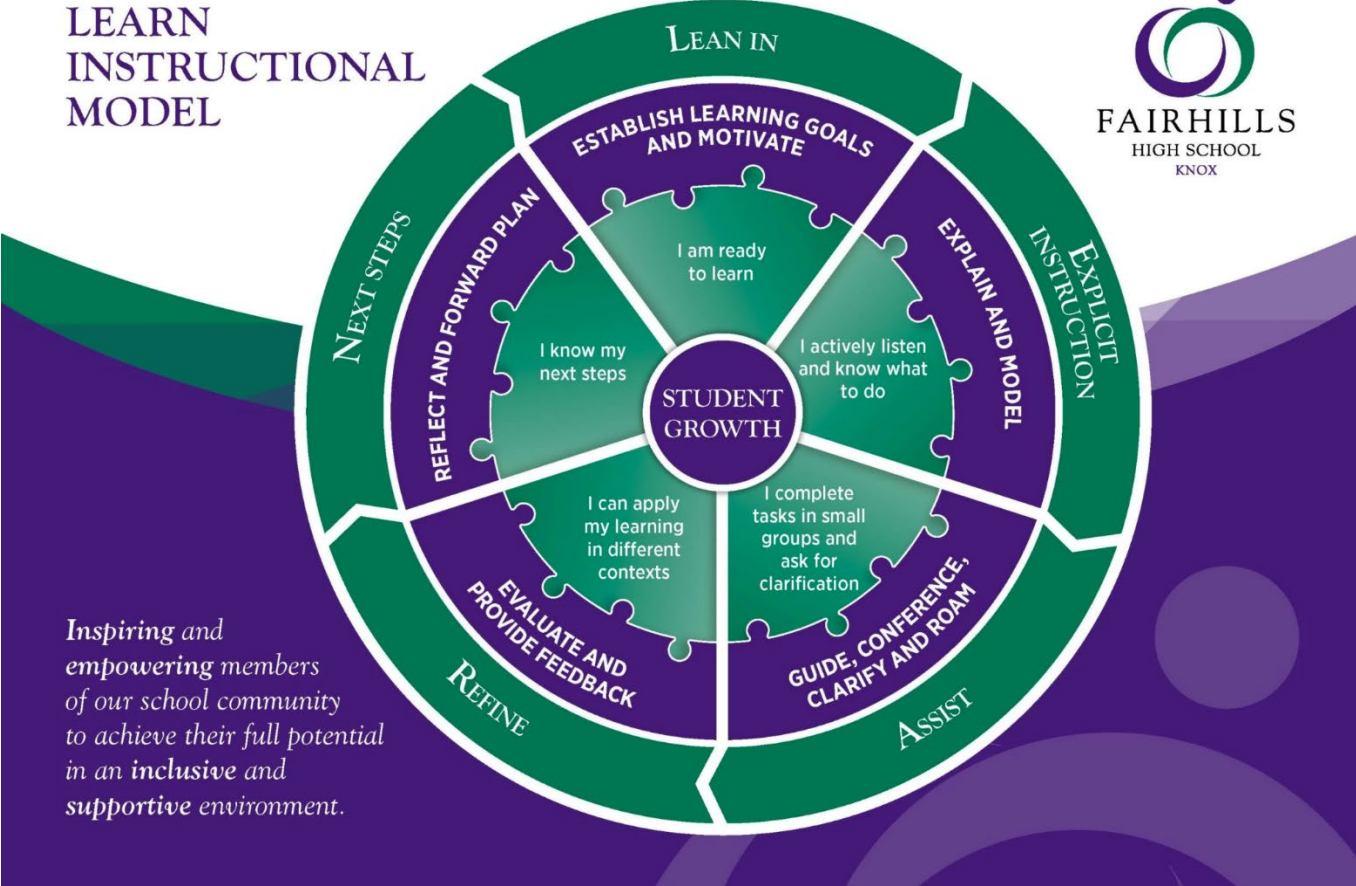 LEARN
INSTRUCTIONAL
MODEL
FAIRHILLS
HIGH SCHOOL
KNOX
LEAN IN
ESTABLISH LEARNING GOALS
AND MOTIVATE
I am ready
to learn
EXPLICIT
INSTRUCTION
EXPLAIN AND MODEL
I actively listen
and know what
to do
ASSIST
GUIDE, CONFERENCE,
CLARIFY AND ROAM
I complete
tasks in small
groups and
ask for
clarification
REFINE
EVALUATE AND
PROVIDE FEEDBACK
I can apply
my learning
in different
contexts
NEXT STEPS
REFLECT AND FORWARD PLAN
I know my
next steps
STUDENT
GROWTH
Inspiring and
empowering members
of our school community
to achieve their full potential
in an inclusive and
supportive environment.